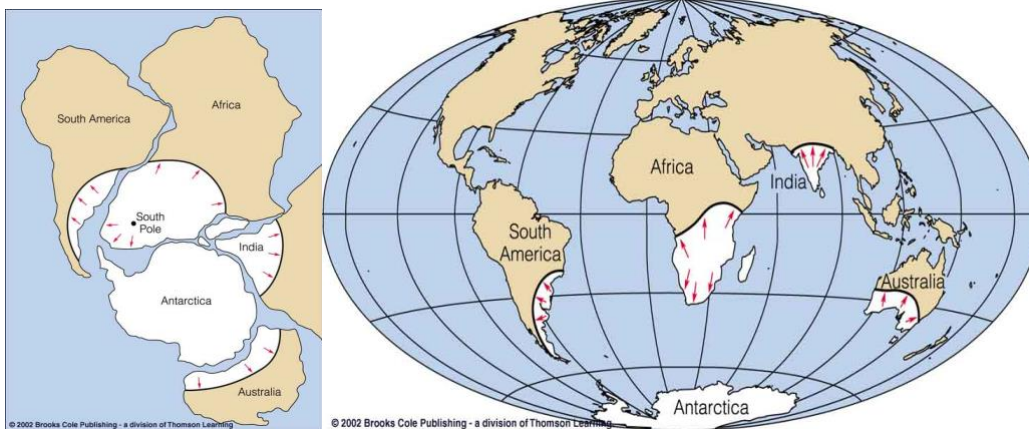 South America
Africa
South
Pole
India
Antarctica
Australia
© 2002 Brooks Cole Publishing - a division of Thomson Learning
Africa
India
South
America
Australia
Antarctica
© 2002 Brooks Cole Publishing - a division of Thomson Learning